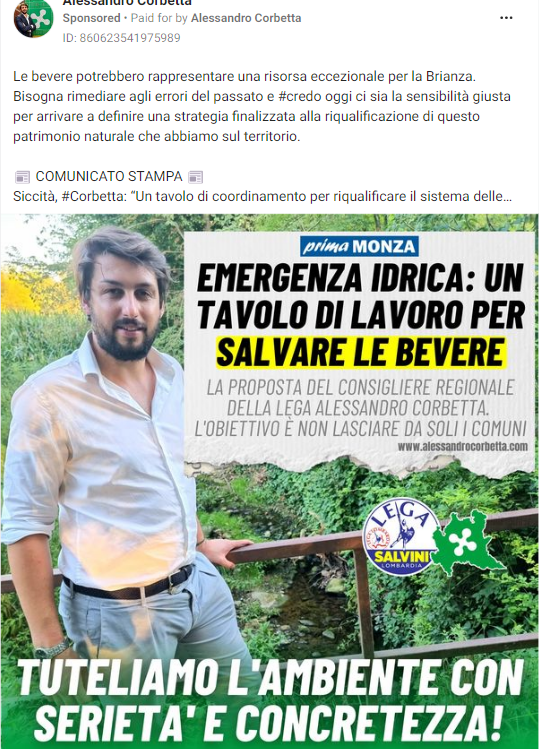 Alessandro Corbetta
Sponsored • Paid for by Alessandro Corbetta
ID: 860623541975989
Le bevere potrebbero rappresentare una risorsa eccezionale per la Brianza.
Bisogna rimediare agli errori del passato e #credo oggi ci sia la sensibilità giusta
per arrivare a definire una strategia finalizzata alla riqualificazione di questo
patrimonio naturale che abbiamo sul territorio.
📰 COMUNICATO STAMPA 📰
Siccità, #Corbetta: “Un tavolo di coordinamento per riqualificare il sistema delle...
prima MONZA
EMERGENZA IDRICA: UN
TAVOLO DI LAVORO PER
SALVARE LE BEVERE
LA PROPOSTA DEL CONSIGLIERE REGIONALE
DELLA LEGA ALESSANDRO CORBETTA.
L'OBIETTIVO È NON LASCIARE DA SOLI I COMUNI
www.alessandrocorbetta.com
LEGA
SALVINI
LOMBARDIA
TUTELIAMO L'AMBIENTE CON
SERIETA' E CONCRETEZZA!